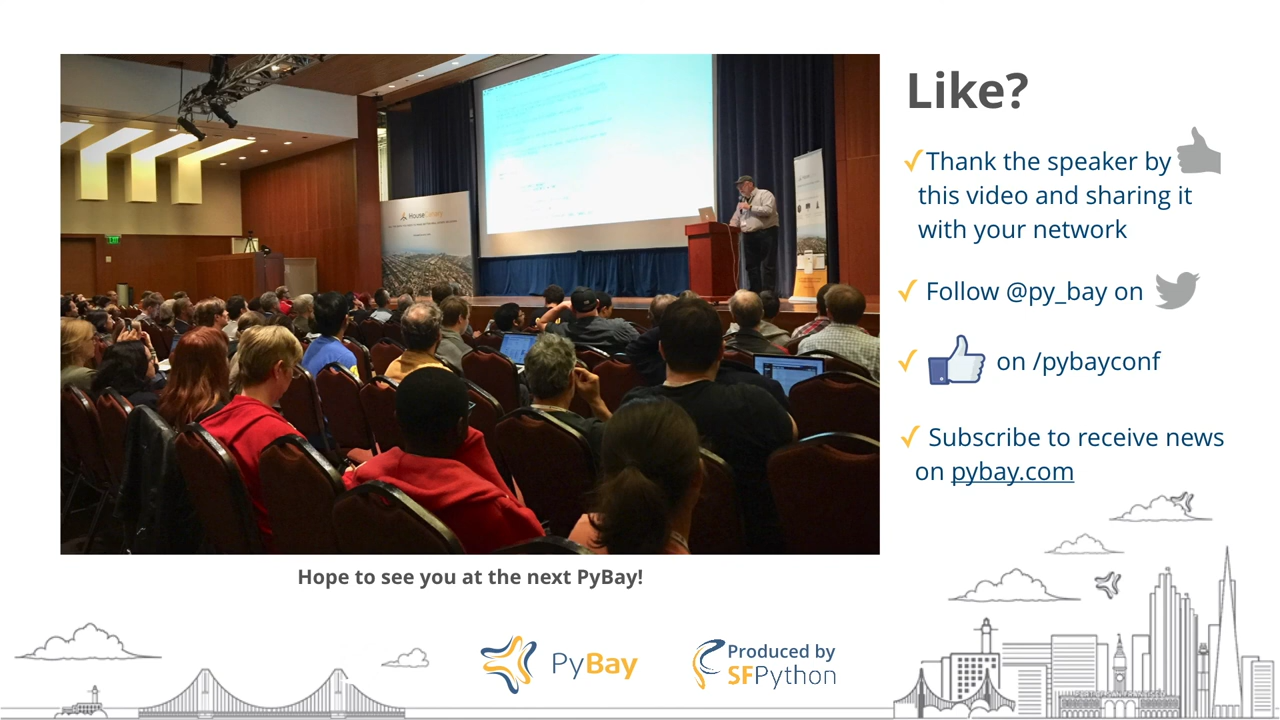 Like?
✓Thank the speaker by
this video and sharing it
with your network
✓ Follow @py_bay on
✓ on /pybayconf
✓ Subscribe to receive news
on pybay.com
HouseCanary
Hope to see you at the next PyBay!
PyBay
Produced by
SFPython